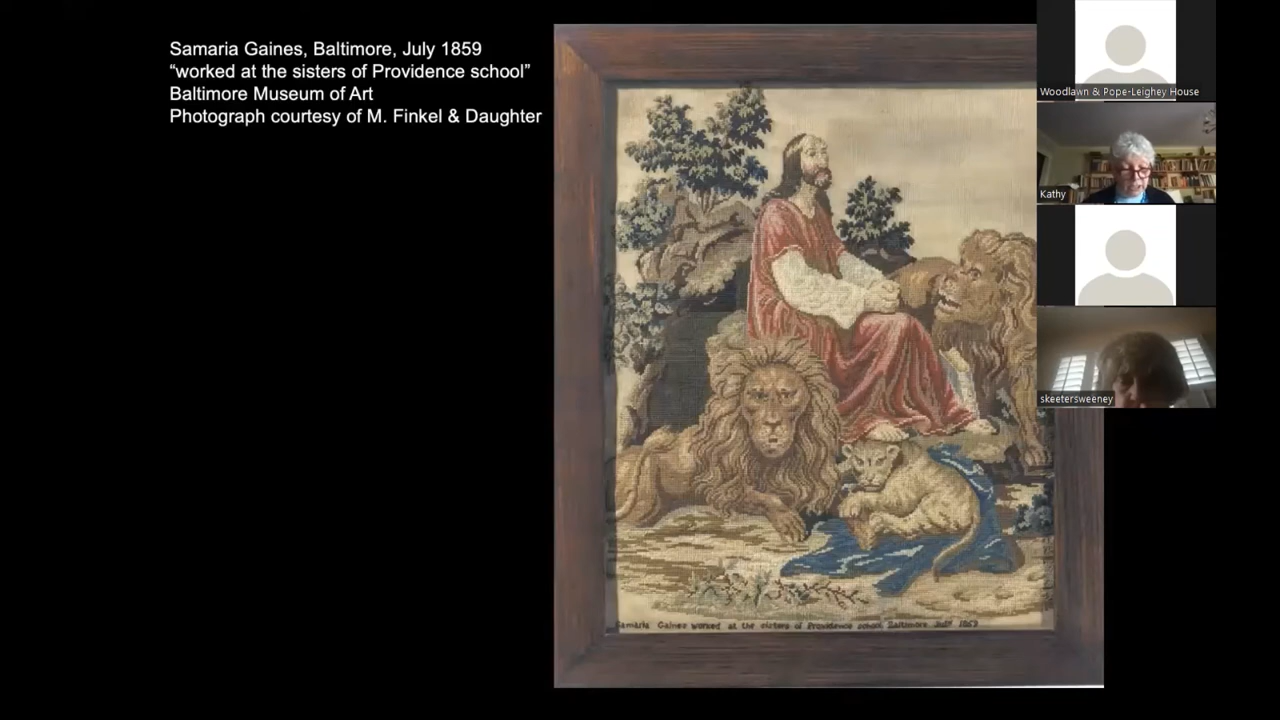 Samaria Gaines, Baltimore, July 1859
“worked at the sisters of Providence school”
Baltimore Museum of Art
Photograph courtesy of M. Finkel & Daughter
Woodlawn & Pope-Leighey House
Kathy
skeetersweeney
Samaria Gaines worked at the sisters of Providence school Baltimore July 1859